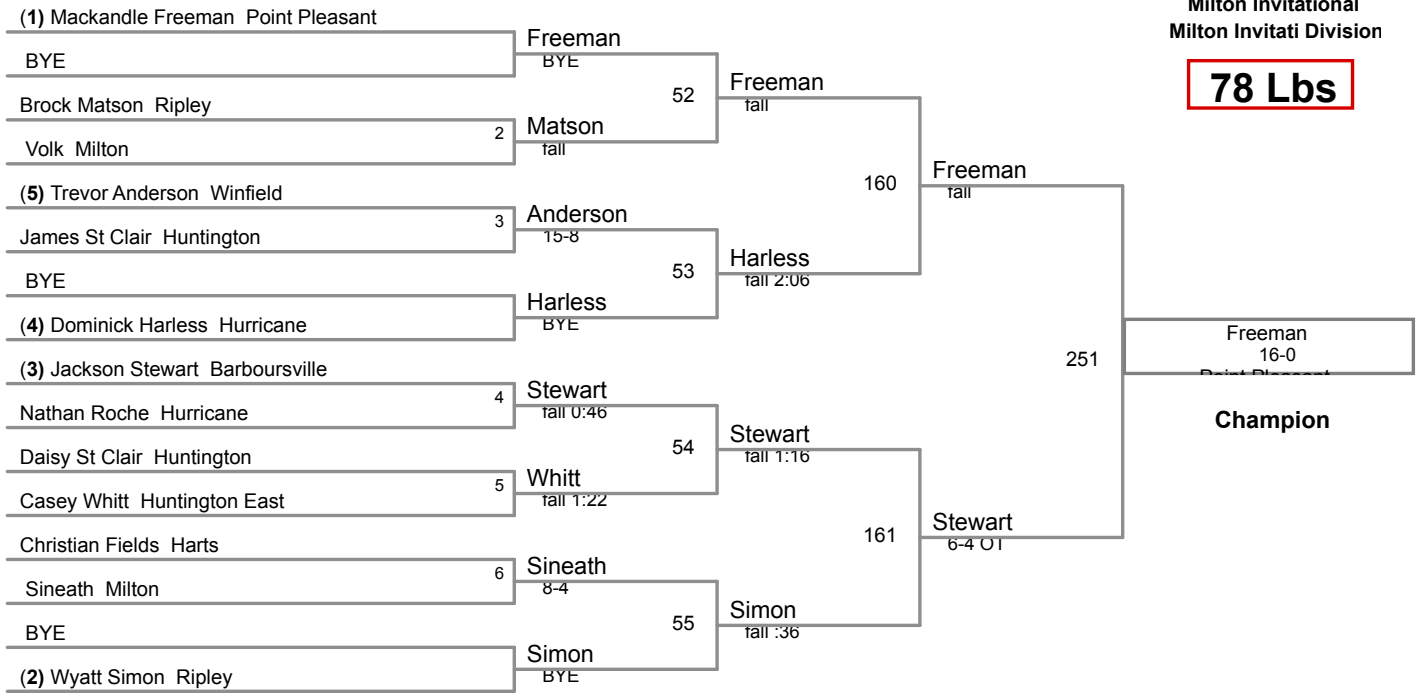 Milton Invitational
Milton Invitati Division
78 Lbs
(1) Mackandle Freeman Point Pleasant
BYE
Brock Matson Ripley
Volk Milton
(5) Trevor Anderson Winfield
James St Clair Huntington
BYE
(4) Dominick Harless Hurricane
(3) Jackson Stewart Barboursville
Nathan Roche Hurricane
Daisy St Clair Huntington
Casey Whitt Huntington East
Christian Fields Harts
Sineath Milton
BYE
(2) Wyatt Simon Ripley
2
3
4
5
6
Freeman
BYE
Matson
fall
Anderson
15-8
Harless
BYE
Stewart
fall 0:46
Whitt
fall 1:22
Sineath
8-4
Simon
BYE
52
53
54
55
Freeman
fall
Harless
fall 2:06
Stewart
fall 1:16
Simon
fall :36
160
161
Freeman
fall
Stewart
6-4 OT
251
Freeman
16-0
Point Pleasant
Champion